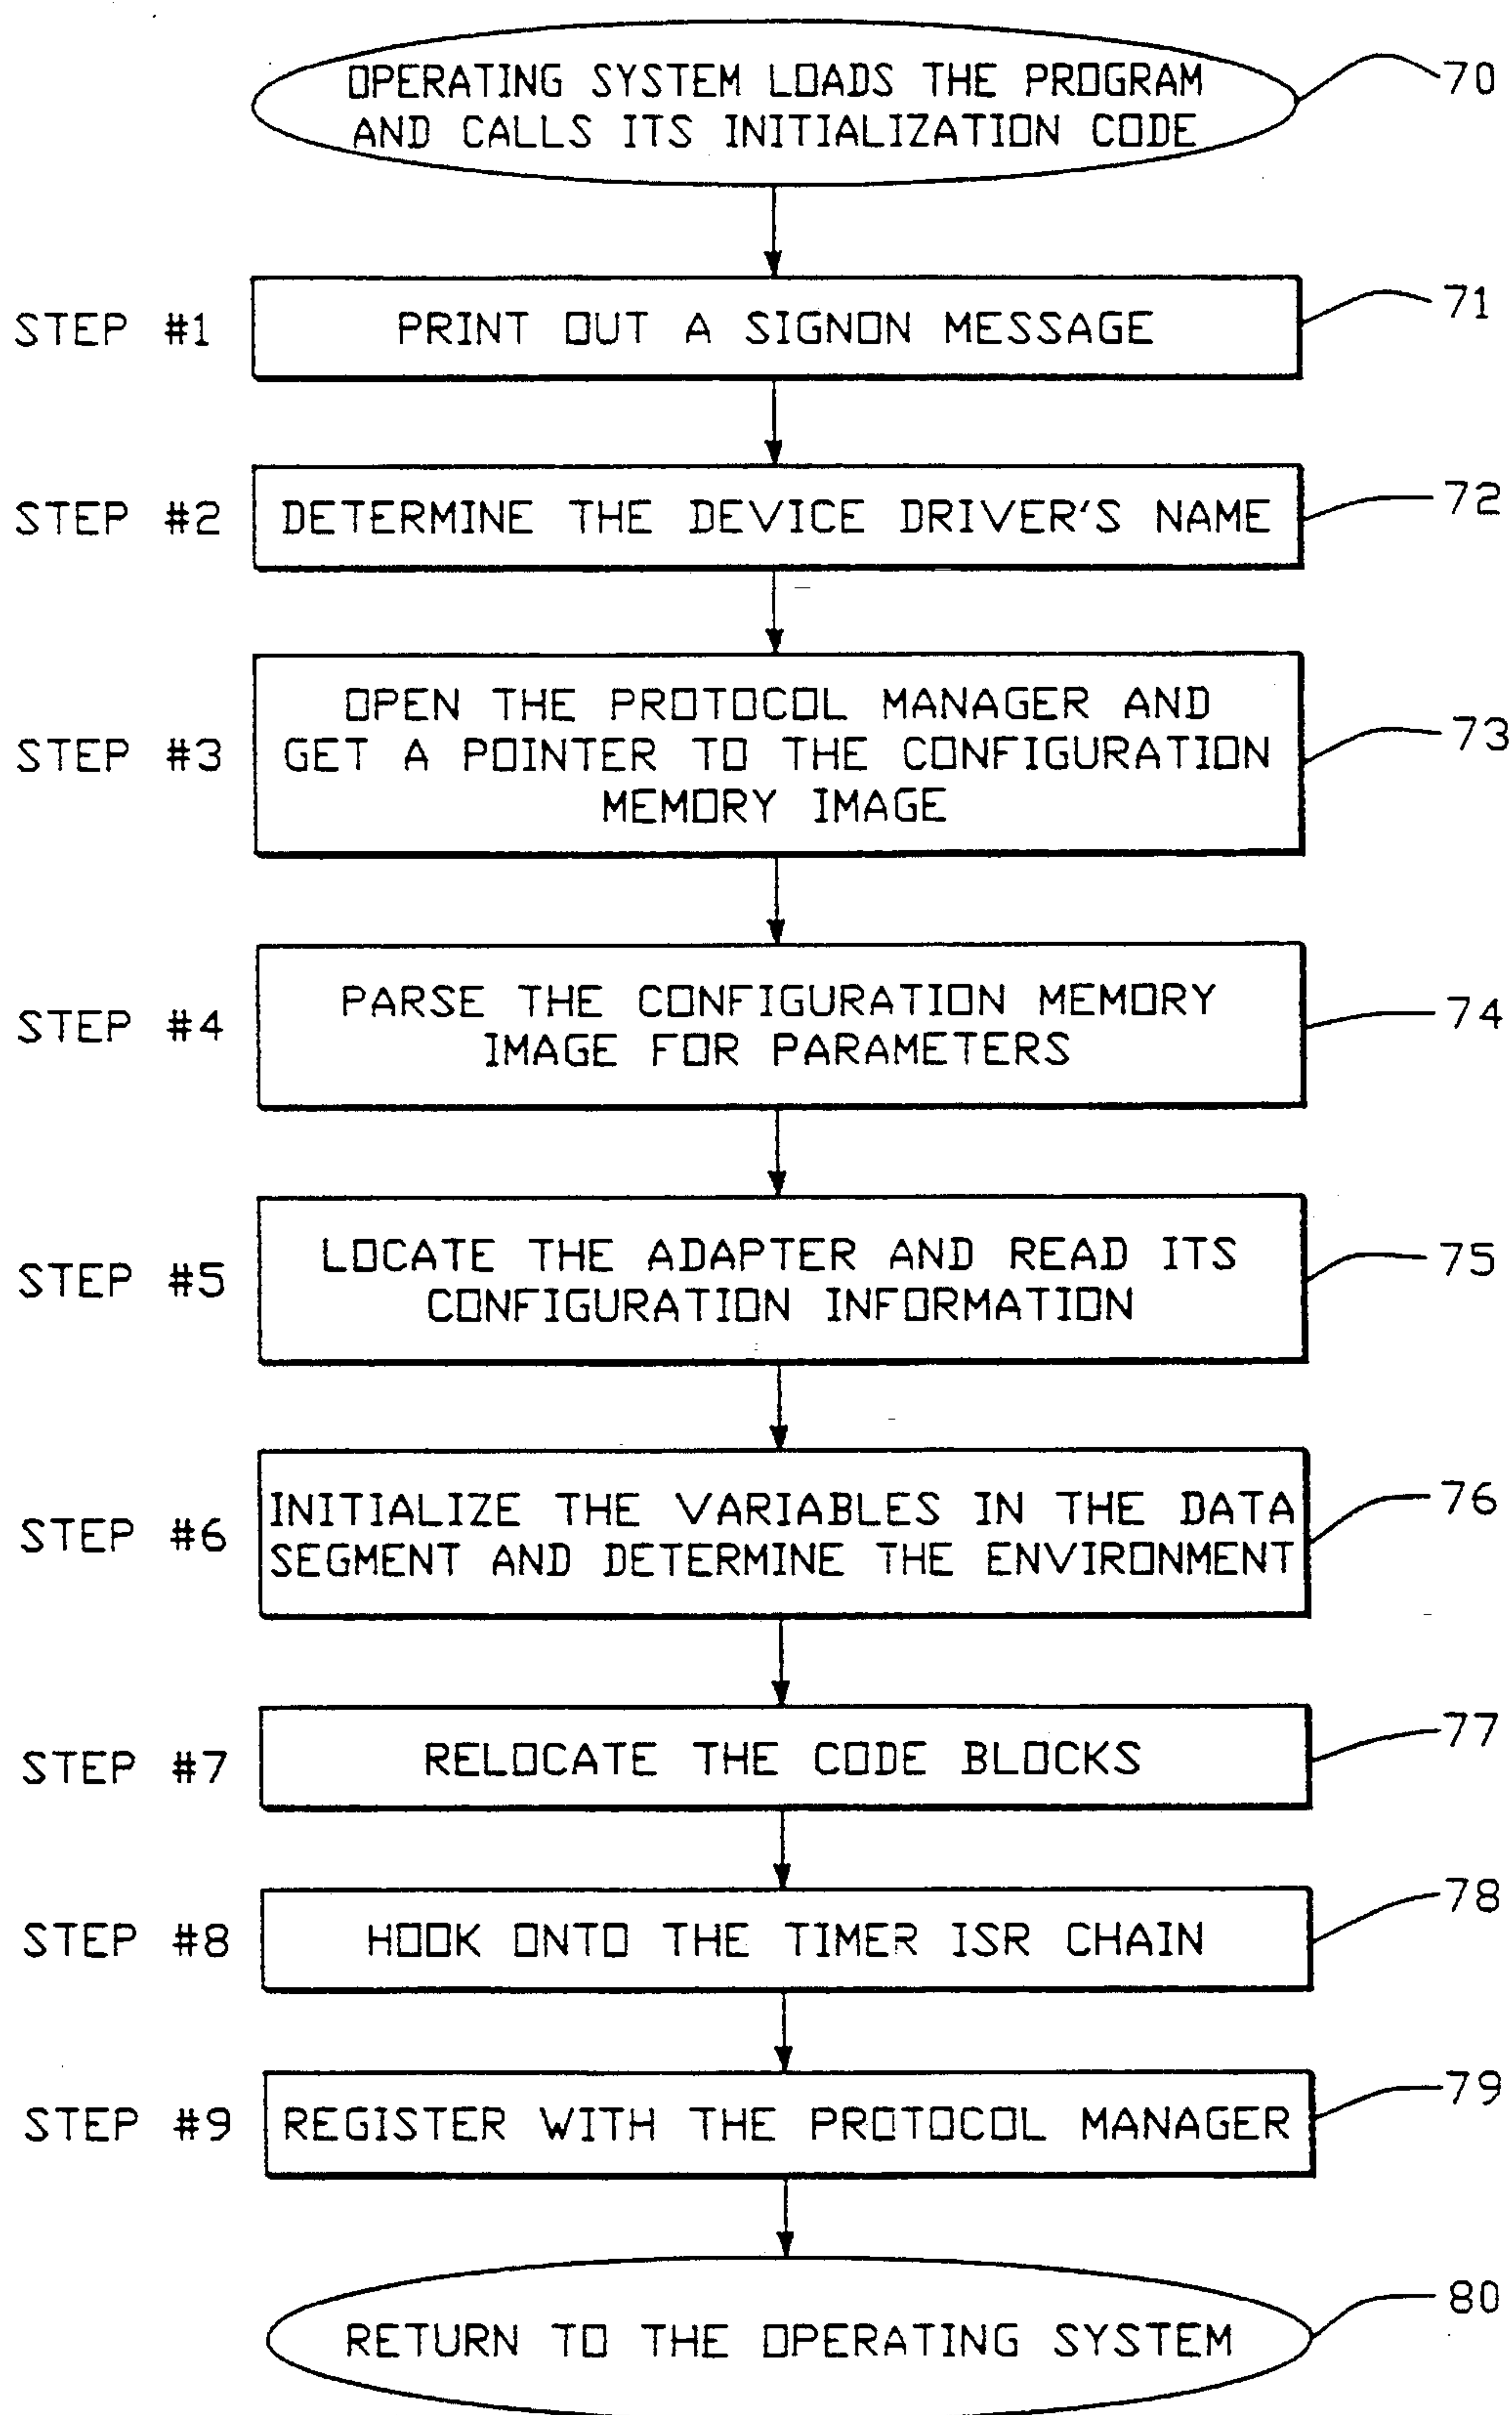 OPERATING SYSTEM LOADS THE PROGRAM
AND CALLS ITS INITIALIZATION CODE
70
STEP #1
PRINT OUT A SIGNON MESSAGE
71
STEP #2
DETERMINE THE DEVICE DRIVER'S NAME
72
STEP #3
OPEN THE PROTOCOL MANAGER AND
GET A POINTER TO THE CONFIGURATION
MEMORY IMAGE
73
STEP #4
PARSE THE CONFIGURATION MEMORY
IMAGE FOR PARAMETERS
74
STEP #5
LOCATE THE ADAPTER AND READ ITS
CONFIGURATION INFORMATION
75
STEP #6
INITIALIZE THE VARIABLES IN THE DATA
SEGMENT AND DETERMINE THE ENVIRONMENT
76
STEP #7
RELOCATE THE CODE BLOCKS
77
STEP #8
HOOK ONTO THE TIMER ISR CHAIN
78
STEP #9
REGISTER WITH THE PROTOCOL MANAGER
79
RETURN TO THE OPERATING SYSTEM
80